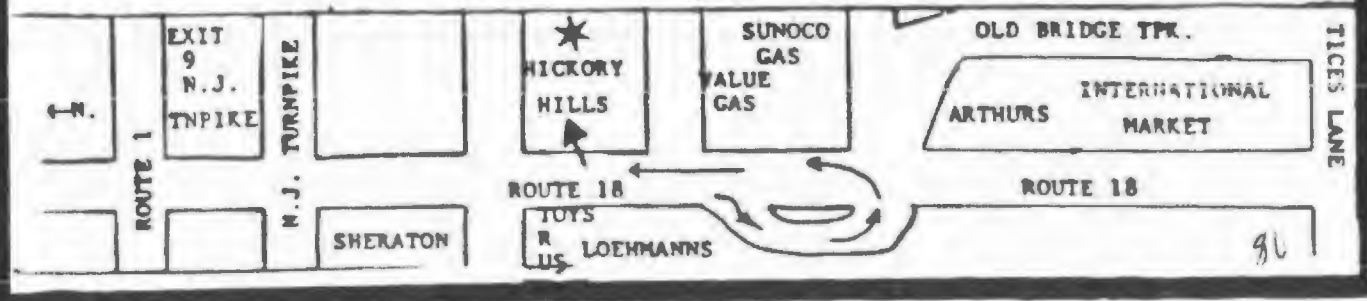 EXIT
9
N.J.
TNPIKE
←N.
ROUTE 1
N.J. TURNPIKE
HICKORY
HILLS
SUNOCO
GAS
VALUE
GAS
OLD BRIDGE TPK.
ARTHURS
INTERNATIONAL
MARKET
TICES LANE
ROUTE 18
ROUTE 18
SHERATON
TOYS
R
US
LOEHMANNS